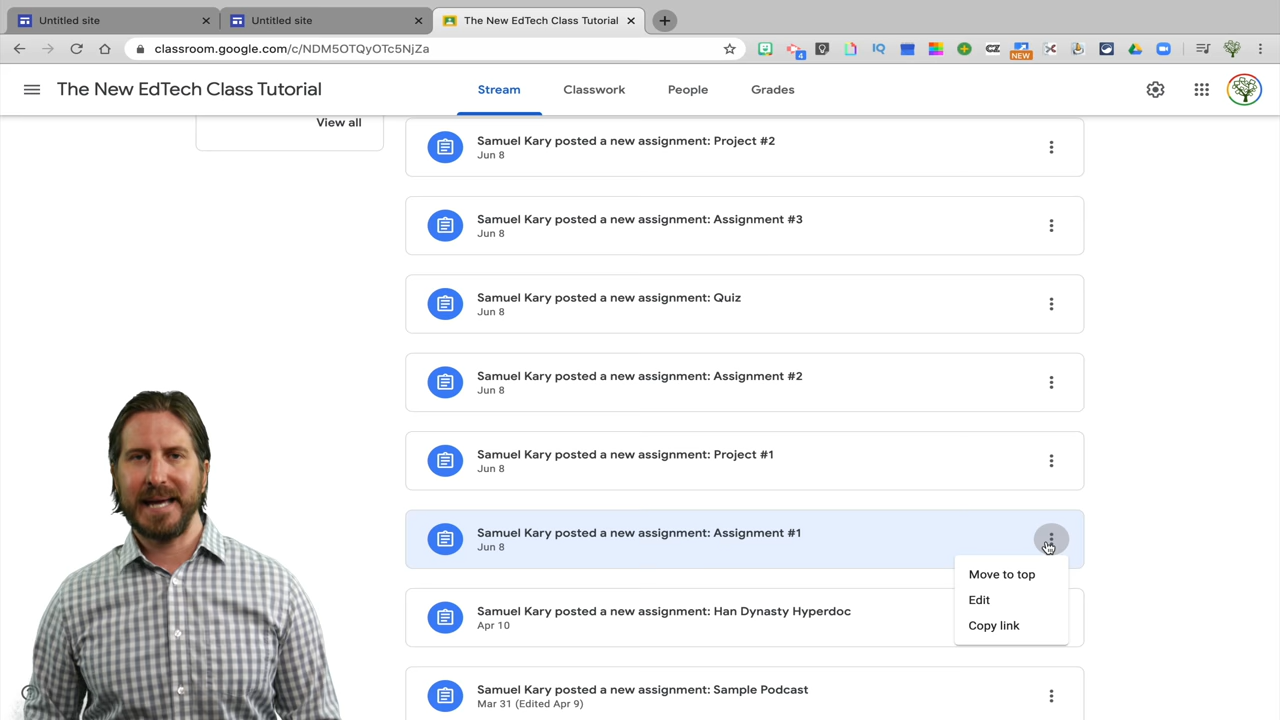 Untitled site
Untitled site
The New EdTech Class Tutorial
classroom.google.com/c/NDM5OTQyOTc5NjZa
4
IQ
CZ
NEW
The New EdTech Class Tutorial
Stream
Classwork
People
Grades
View all
Samuel Kary posted a new assignment: Project #2
Jun 8
Samuel Kary posted a new assignment: Assignment #3
Jun 8
Samuel Kary posted a new assignment: Quiz
Jun 8
Samuel Kary posted a new assignment: Assignment #2
Jun 8
Samuel Kary posted a new assignment: Project #1
Jun 8
Samuel Kary posted a new assignment: Assignment #1
Jun 8
Move to top
Edit
Copy link
Samuel Kary posted a new assignment: Han Dynasty Hyperdoc
Apr 10
Samuel Kary posted a new assignment: Sample Podcast
Mar 31 (Edited Apr 9)